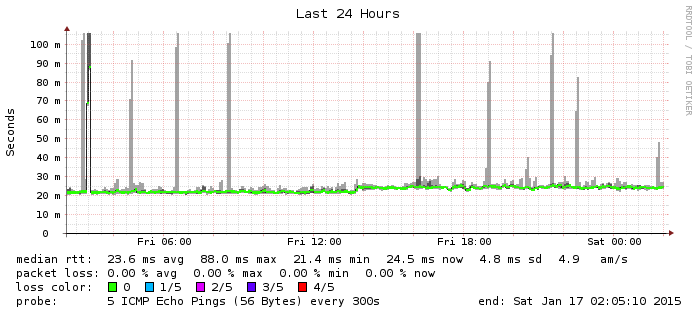 Last 24 Hours
RRDTOOL / TOBI OETIKER
Seconds
100 m
90 m
80 m
70 m
60 m
50 m
40 m
30 m
20 m
10 m
0
Fri 06:00 Fri 12:00 Fri 18:00 Sat 00:00
median rtt: 23.6 ms avg 88.0 ms max 21.4 ms min 24.5 ms now 4.8 ms sd 4.9 am/s
packet loss: 0.00 % avg 0.00 % max 0.00 % min 0.00 % now
loss color: 0 1/5 2/5 3/5 4/5
probe: 5 ICMP Echo Pings (56 Bytes) every 300s end: Sat Jan 17 02:05:10 2015